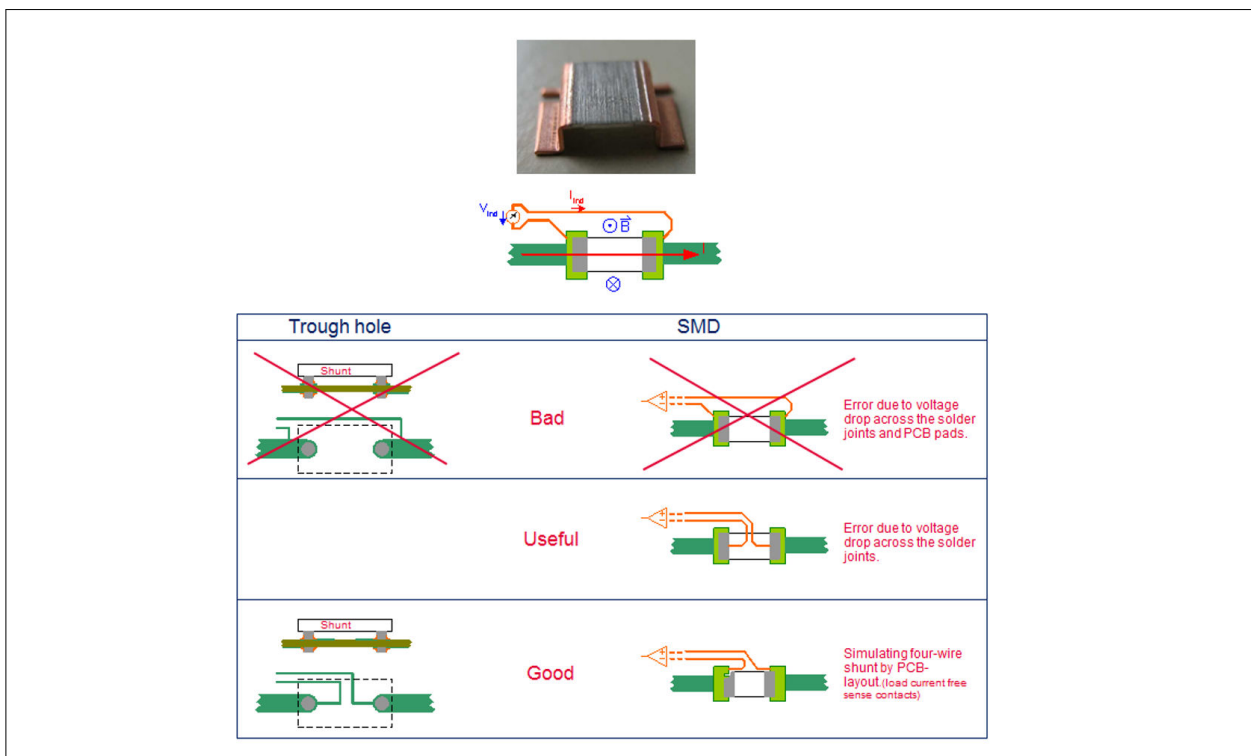 V ind
I ind
B
I
Trough hole
SMD
Shunt
Bad
Error due to voltage
drop across the solder
joints and PCB pads.
Useful
Error due to voltage
drop across the solder
joints.
Shunt
Good
Simulating four-wire
shunt by PCB-
layout.(load current free
sense contacts)